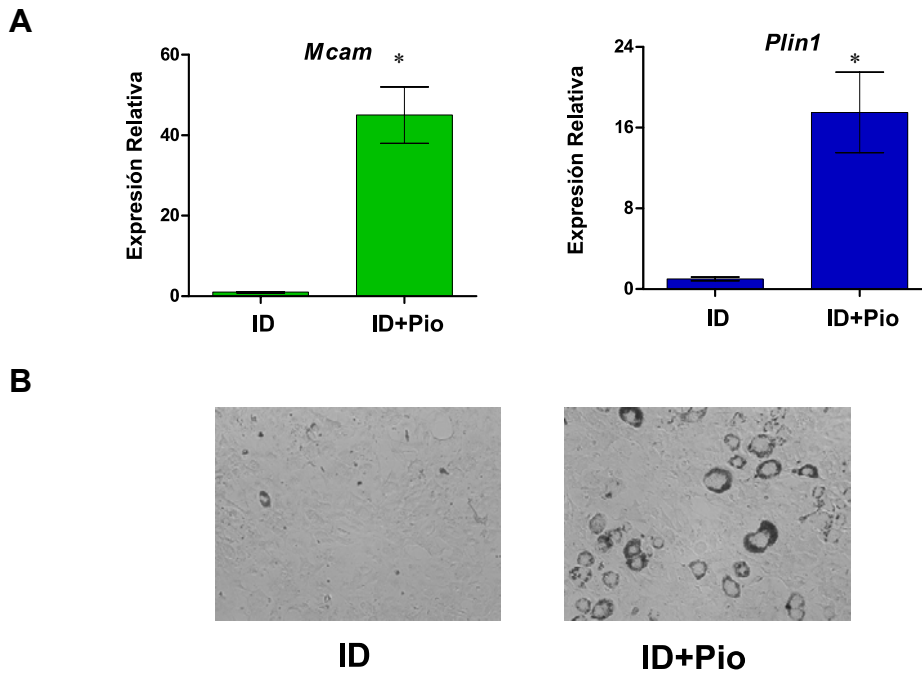 A
Mcam
*
Expresión Relativa
60
40
20
0
ID
ID+Pio
Plin1
*
Expresión Relativa
24
16
8
0
ID
ID+Pio
B
ID
ID+Pio